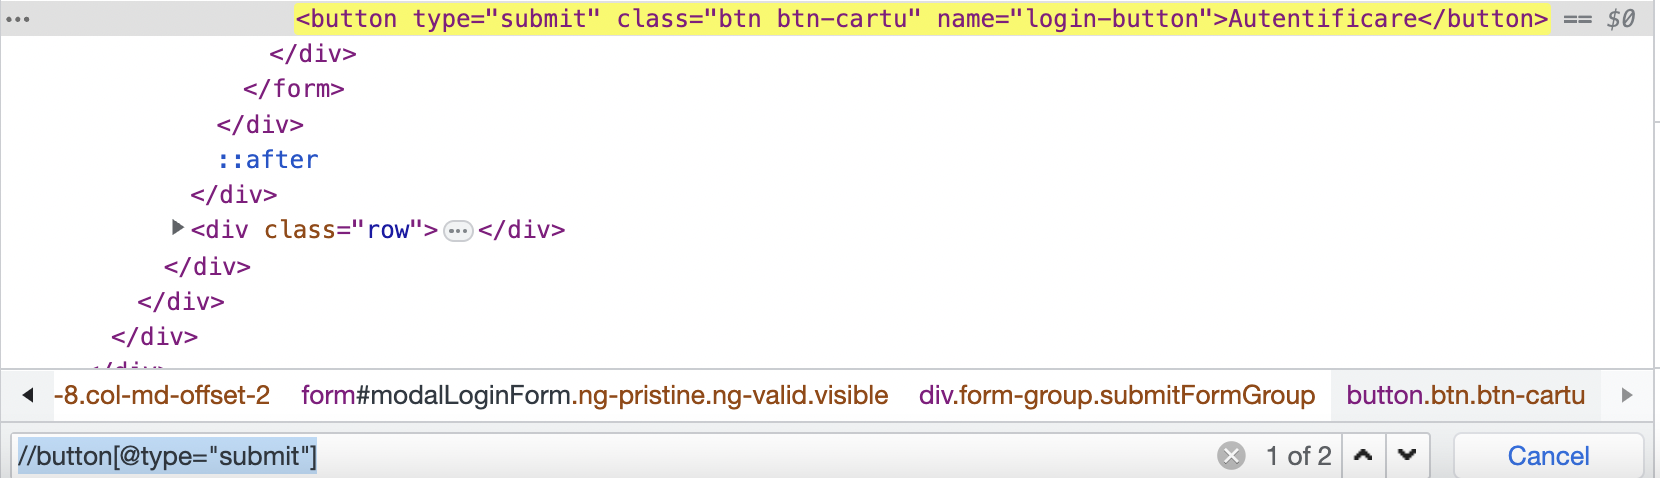 <button type="submit" class="btn btn-cartu" name="login-button">Autentificare</button> == $0
</div>
</form>
</div>
::after
</div>
<div class="row"> ... </div>
</div>
</div>
</div>
</div>
-8.col-md-offset-2 form#modalLoginForm.ng-pristine.ng-valid.visible div.form-group.submitFormGroup button.btn.btn-cartu
//button[@type="submit"] 1 of 2 Cancel